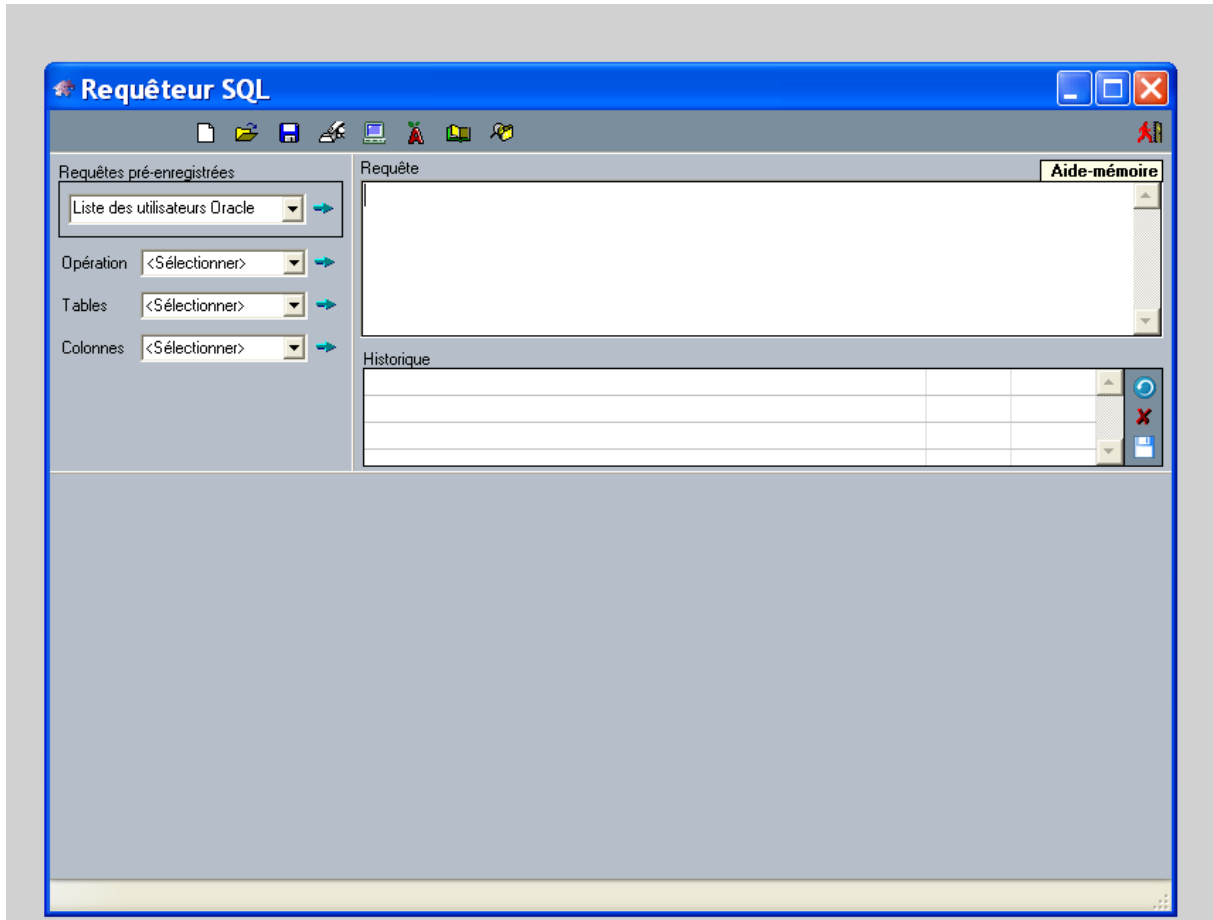 Requêteur SQL
Requêtes pré-enregistrées
Liste des utilisateurs Oracle
Opération <Sélectionner>
Tables <Sélectionner>
Colonnes <Sélectionner>
Requête
Aide-mémoire
Historique